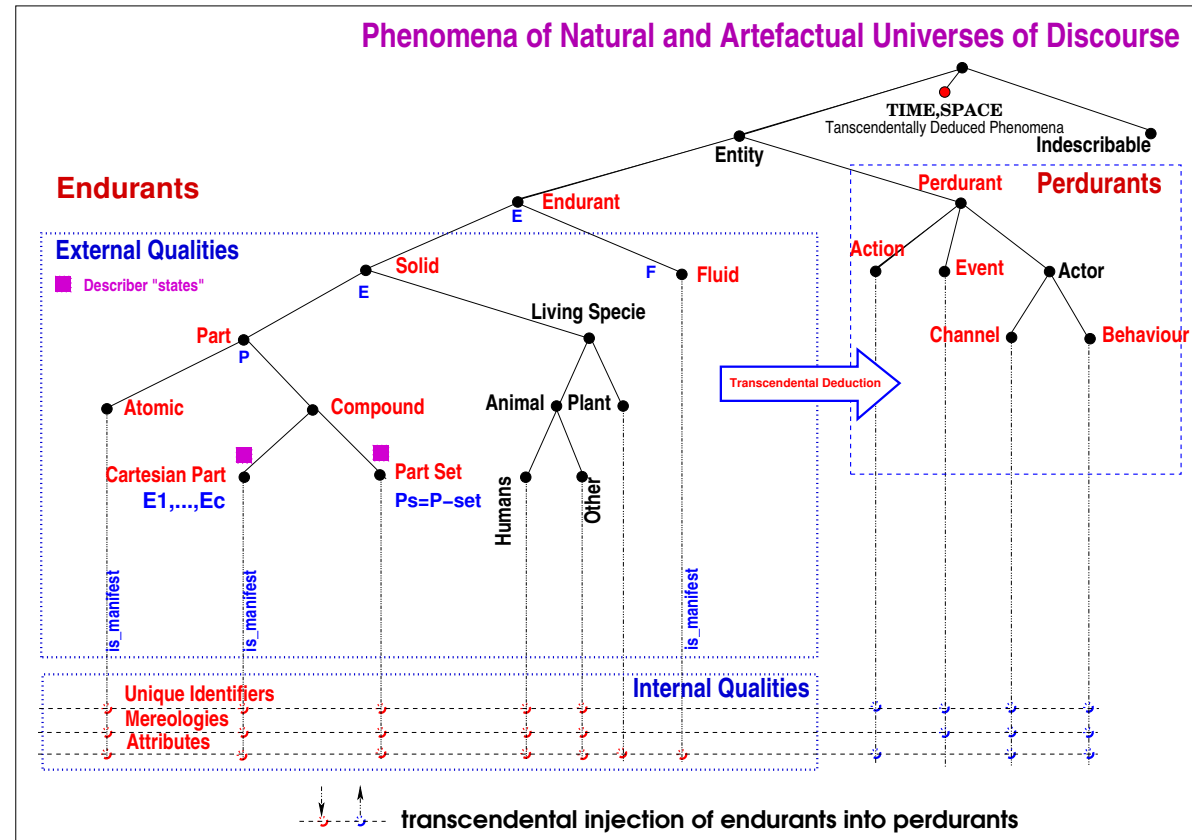 Phenomena of Natural and Artefactual Universes of Discourse
TIME,SPACE
Tanscendentally Deduced Phenomena
Indescribable
Entity
Endurants
Perdurant
Perdurants
Endurant
E
External Qualities
Describer "states"
Solid
E
F
Fluid
Action
Event
Actor
Living Specie
Part
P
Channel
Behaviour
Transcendental Deduction
Atomic
Compound
Animal
Plant
Cartesian Part
E1,...,Ec
Part Set
Ps=P−set
Humans
Other
is_manifest
is_manifest
is_manifest
Internal Qualities
Unique Identifiers
Mereologies
Attributes
transcendental injection of endurants into perdurants